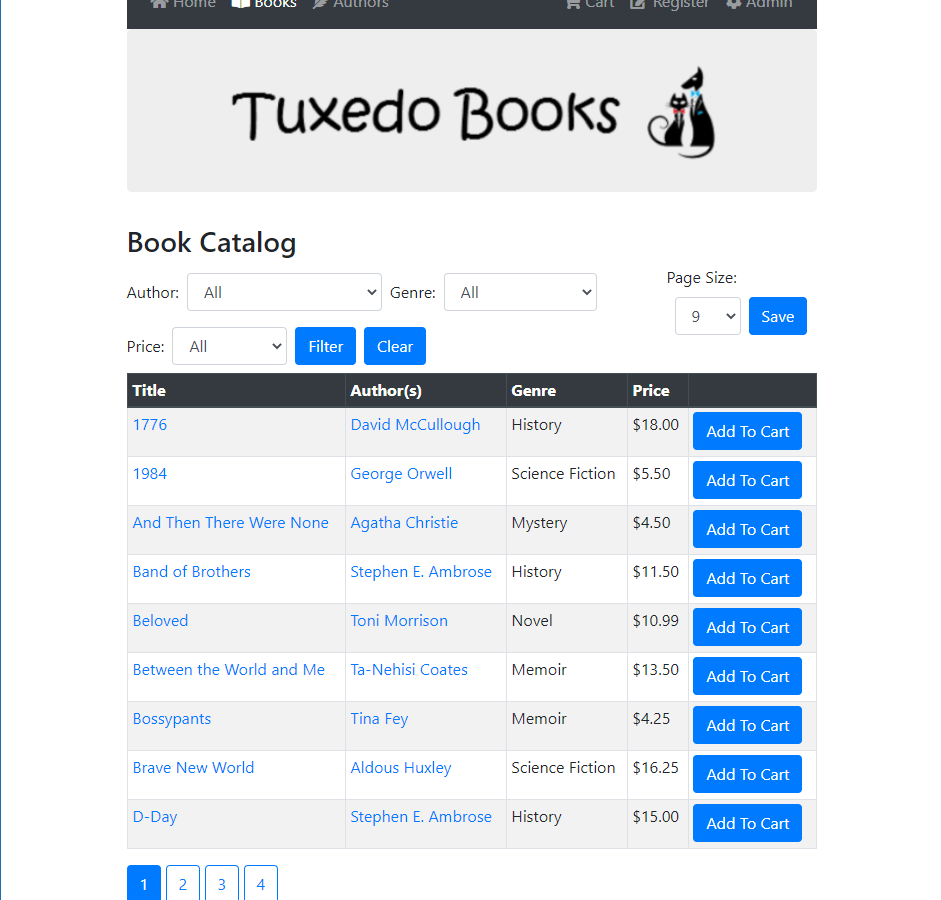 Home Books Authors Cart Register Admin
Tuxedo Books
Book Catalog
Page Size:
Author: All Genre: All
9 Save
Price: All Filter Clear
Title Author(s) Genre Price
1776 David McCullough History $18.00 Add To Cart
1984 George Orwell Science Fiction $5.50 Add To Cart
And Then There Were None Agatha Christie Mystery $4.50 Add To Cart
Band of Brothers Stephen E. Ambrose History $11.50 Add To Cart
Beloved Toni Morrison Novel $10.99 Add To Cart
Between the World and Me Ta-Nehisi Coates Memoir $13.50 Add To Cart
Bossypants Tina Fey Memoir $4.25 Add To Cart
Brave New World Aldous Huxley Science Fiction $16.25 Add To Cart
D-Day Stephen E. Ambrose History $15.00 Add To Cart
1 2 3 4